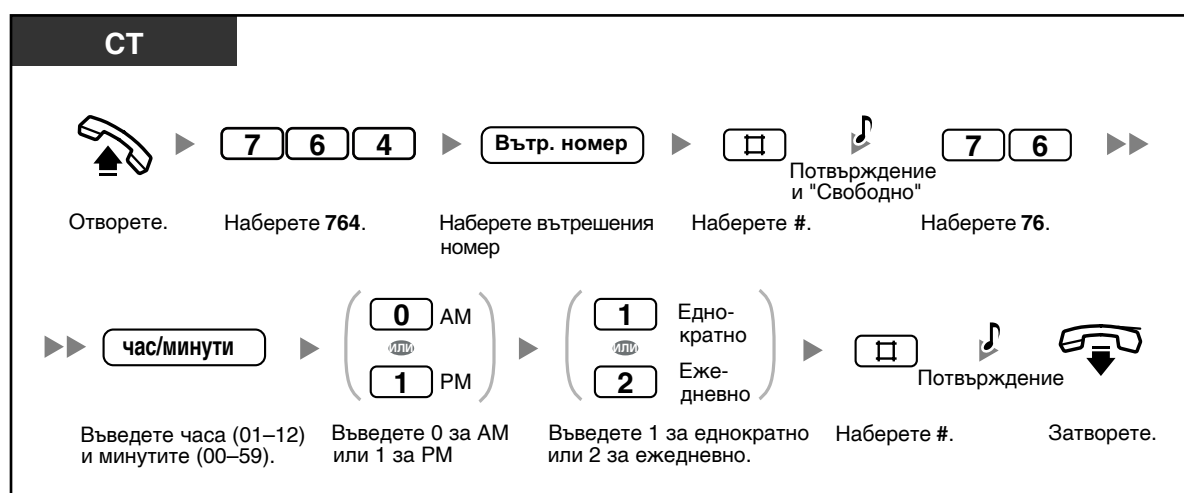 СТ
7 6 4
Вътр. номер
⌗
Потвърждение
и "Свободно"
7 6
Отворете.
Наберете 764.
Наберете вътрешения
номер
Наберете #.
Наберете 76.
час/минути
0 AM
или
1 PM
1 Едно-
кратно
или
2 Еже-
дневно
⌗
Потвърждение
Въведете часа (01–12)
и минутите (00–59).
Въведете 0 за AM
или 1 за PM
Въведете 1 за еднократно
или 2 за ежедневно.
Наберете #.
Затворете.